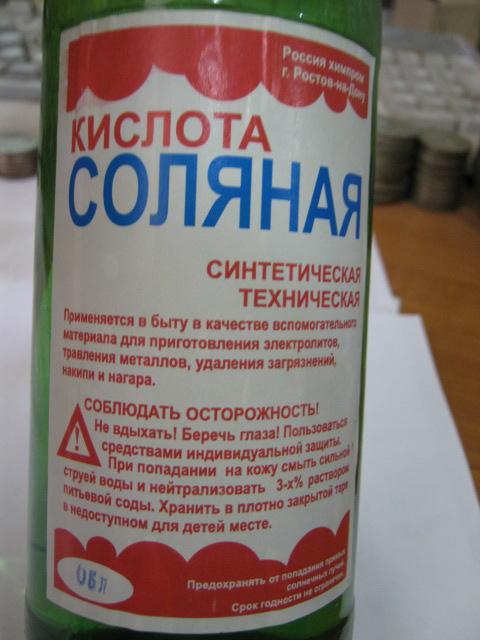 Россия химпром
г. Ростов-на-Дону
КИСЛОТА
СОЛЯНАЯ
СИНТЕТИЧЕСКАЯ
ТЕХНИЧЕСКАЯ
Применяется в быту в качестве вспомогательного
материала для приготовления электролитов,
травления металлов, удаления загрязнений,
накипи и нагара.
СОБЛЮДАТЬ ОСТОРОЖНОСТЬ!
Не вдыхать! Беречь глаза! Пользоваться
средствами индивидуальной защиты.
При попадании на кожу смыть сильной
струей воды и нейтрализовать 3-х% раствором
питьевой соды. Хранить в плотно закрытой таре
в недоступном для детей месте.
Предохранять от попадания прямых
солнечных лучей.
Срок годности не ограничен.